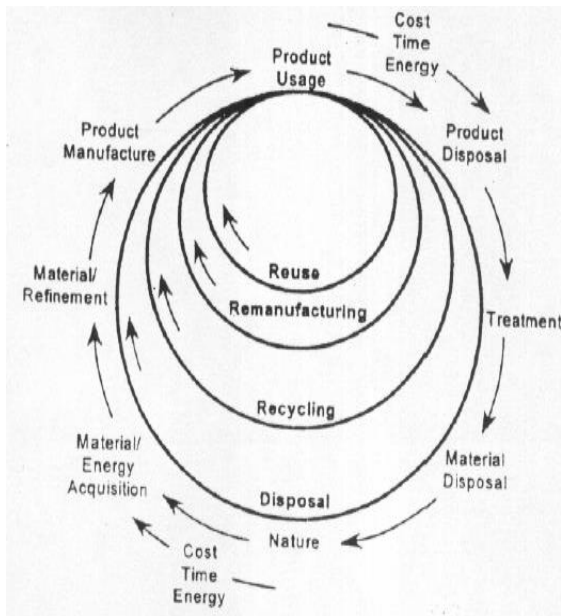 Cost
Time
Energy
Product
Usage
Product
Manufacture
Product
Disposal
Material/
Refinement
Reuse
Remanufacturing
Treatment
Recycling
Material/
Energy
Acquisition
Material
Disposal
Disposal
Nature
Cost
Time
Energy